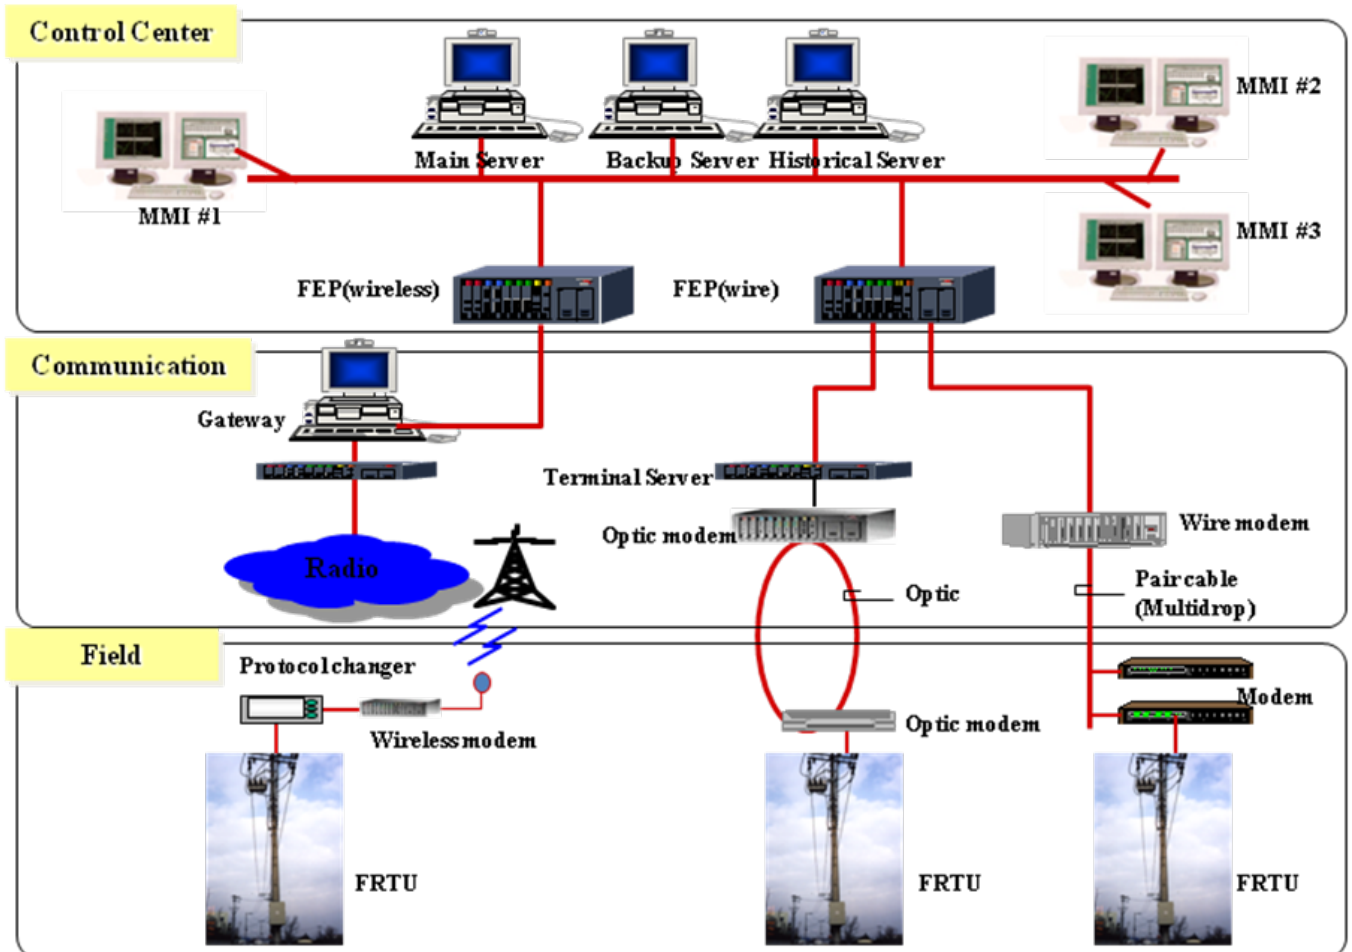 Control Center
MMI #1
Main Server
Backup Server
Historical Server
MMI #2
MMI #3
FEP(wireless)
FEP(wire)
Communication
Gateway
Terminal Server
Optic modem
Wire modem
Radio
Optic
Pair cable
(Multidrop)
Field
Protocol changer
Wireless modem
Optic modem
Modem
FRTU
FRTU
FRTU